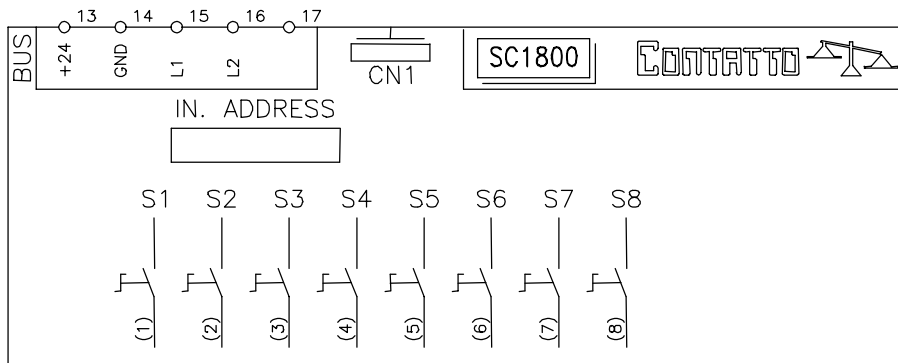 13 14 15 16 17
BUS +24 GND L1 L2
CN1
SC1800
CONTATTO
IN. ADDRESS
S1 S2 S3 S4 S5 S6 S7 S8
(1) (2) (3) (4) (5) (6) (7) (8)